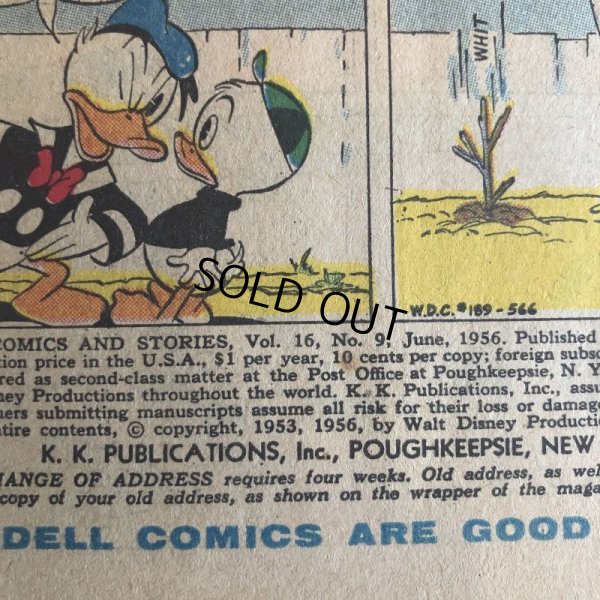 WHIT
W.D.C. #189-566
SOLD OUT
COMICS AND STORIES, Vol. 16, No. 9, June, 1956. Published
tion price in the U.S.A., $1 per year, 10 cents per copy; foreign subsc
red as second-class matter at the Post Office at Poughkeepsie, N. Y
ney Productions throughout the world. K. K. Publications, Inc., assu
ners submitting manuscripts assume all risk for their loss or damag
ntire contents, © copyright, 1953, 1956, by Walt Disney Productio
K. K. PUBLICATIONS, Inc., POUGHKEEPSIE, NEW
HANGE OF ADDRESS requires four weeks. Old address, as wel
copy of your old address, as shown on the wrapper of the maga
DELL COMICS ARE GOOD